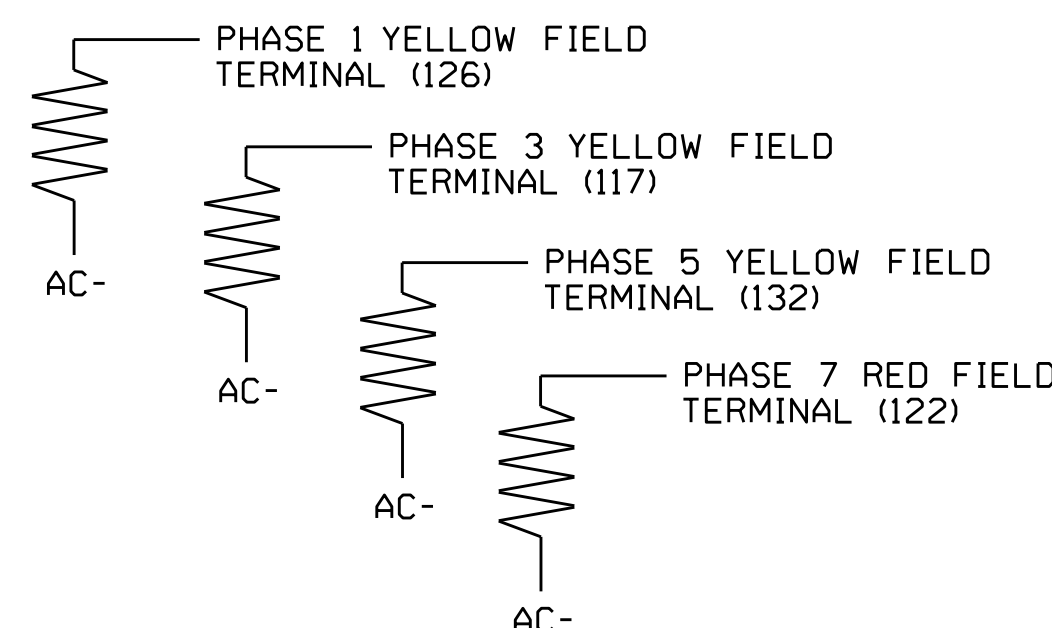 PHASE 1 YELLOW FIELD
TERMINAL (126)
AC-
PHASE 3 YELLOW FIELD
TERMINAL (117)
AC-
PHASE 5 YELLOW FIELD
TERMINAL (132)
AC-
PHASE 7 RED FIELD
TERMINAL (122)
AC-